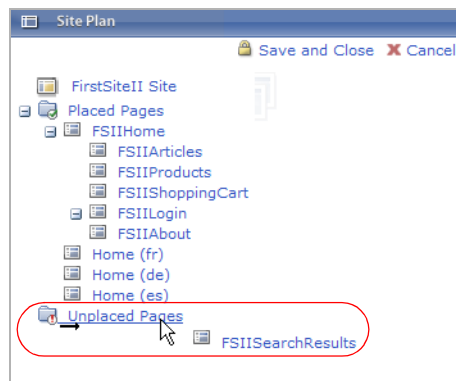 Site Plan
Save and Close Cancel
FirstSiteII Site
Placed Pages
FSIIHome
FSIIArticles
FSIIProducts
FSIIShoppingCart
FSIILogin
FSIIAbout
Home (fr)
Home (de)
Home (es)
Unplaced Pages
FSIISearchResults